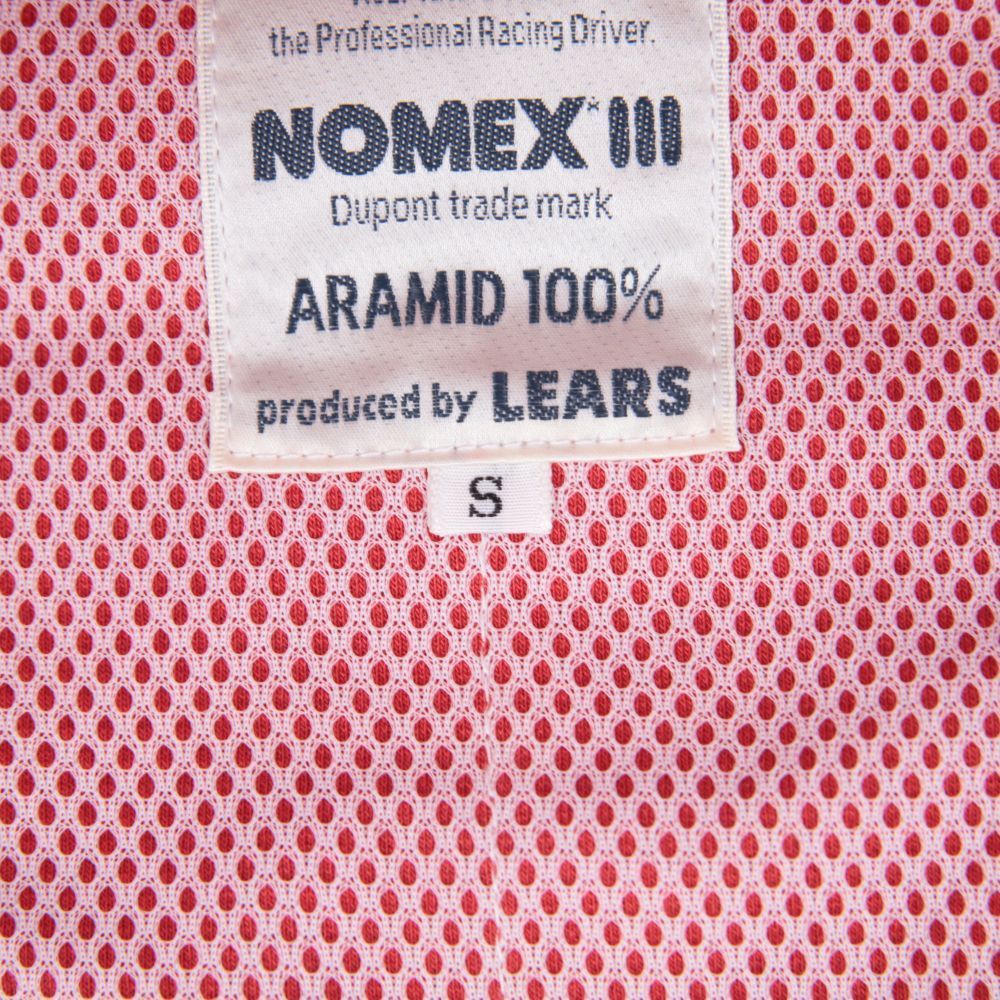 the Professional Racing Driver.
NOMEX* III
Dupont trade mark
ARAMID 100%
produced by LEARS
S